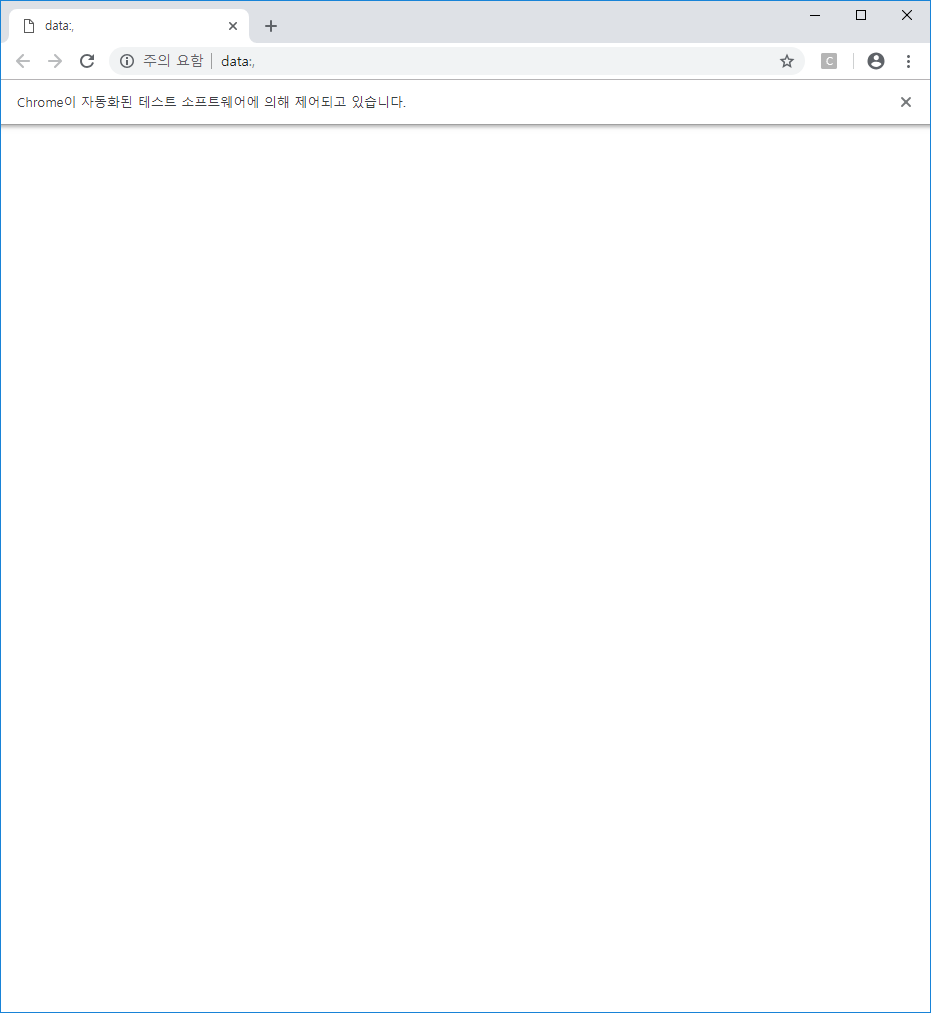 data:,
주의 요함 | data:,
C
Chrome이 자동화된 테스트 소프트웨어에 의해 제어되고 있습니다.